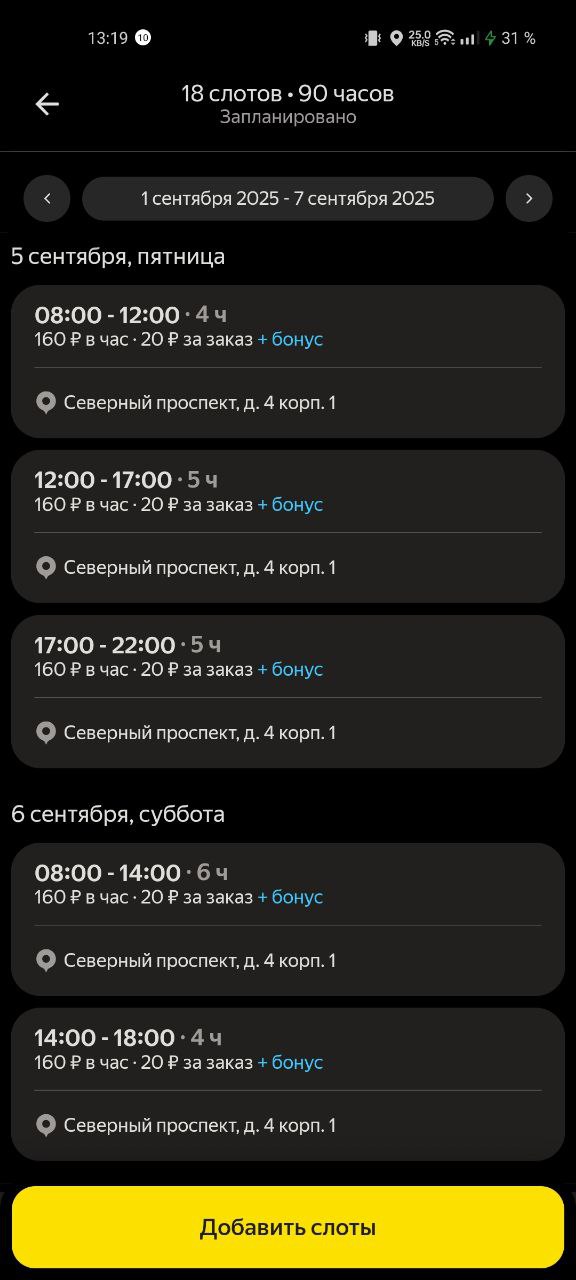 13:19 10 25.0 KB/S 5 31 %
18 слотов • 90 часов
Запланировано
1 сентября 2025 - 7 сентября 2025
5 сентября, пятница
08:00 - 12:00 · 4 ч
160 ₽ в час · 20 ₽ за заказ + бонус
Северный проспект, д. 4 корп. 1
12:00 - 17:00 · 5 ч
160 ₽ в час · 20 ₽ за заказ + бонус
Северный проспект, д. 4 корп. 1
17:00 - 22:00 · 5 ч
160 ₽ в час · 20 ₽ за заказ + бонус
Северный проспект, д. 4 корп. 1
6 сентября, суббота
08:00 - 14:00 · 6 ч
160 ₽ в час · 20 ₽ за заказ + бонус
Северный проспект, д. 4 корп. 1
14:00 - 18:00 · 4 ч
160 ₽ в час · 20 ₽ за заказ + бонус
Северный проспект, д. 4 корп. 1
Добавить слоты